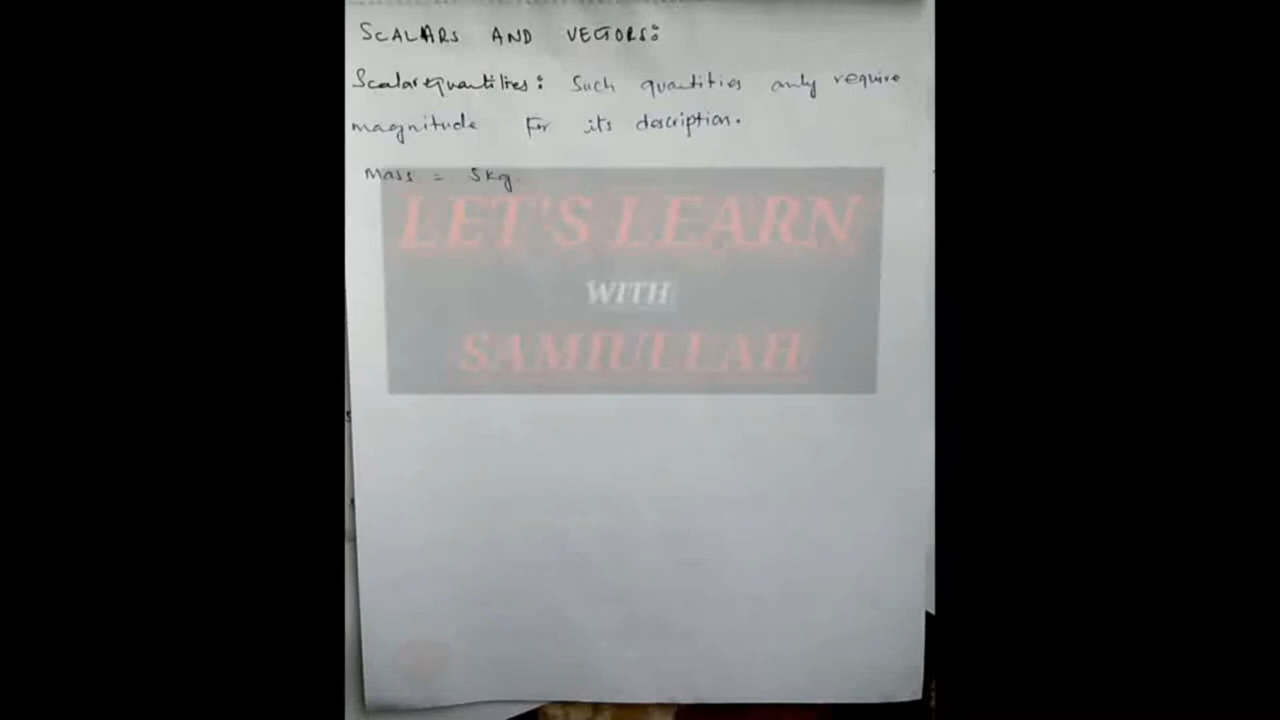 SCALARS AND VECTORS:
Scalar quantities: Such quantities only require
magnitude For its description.
Mass = 5kg.
LET'S LEARN
WITH
SAMIULLAH